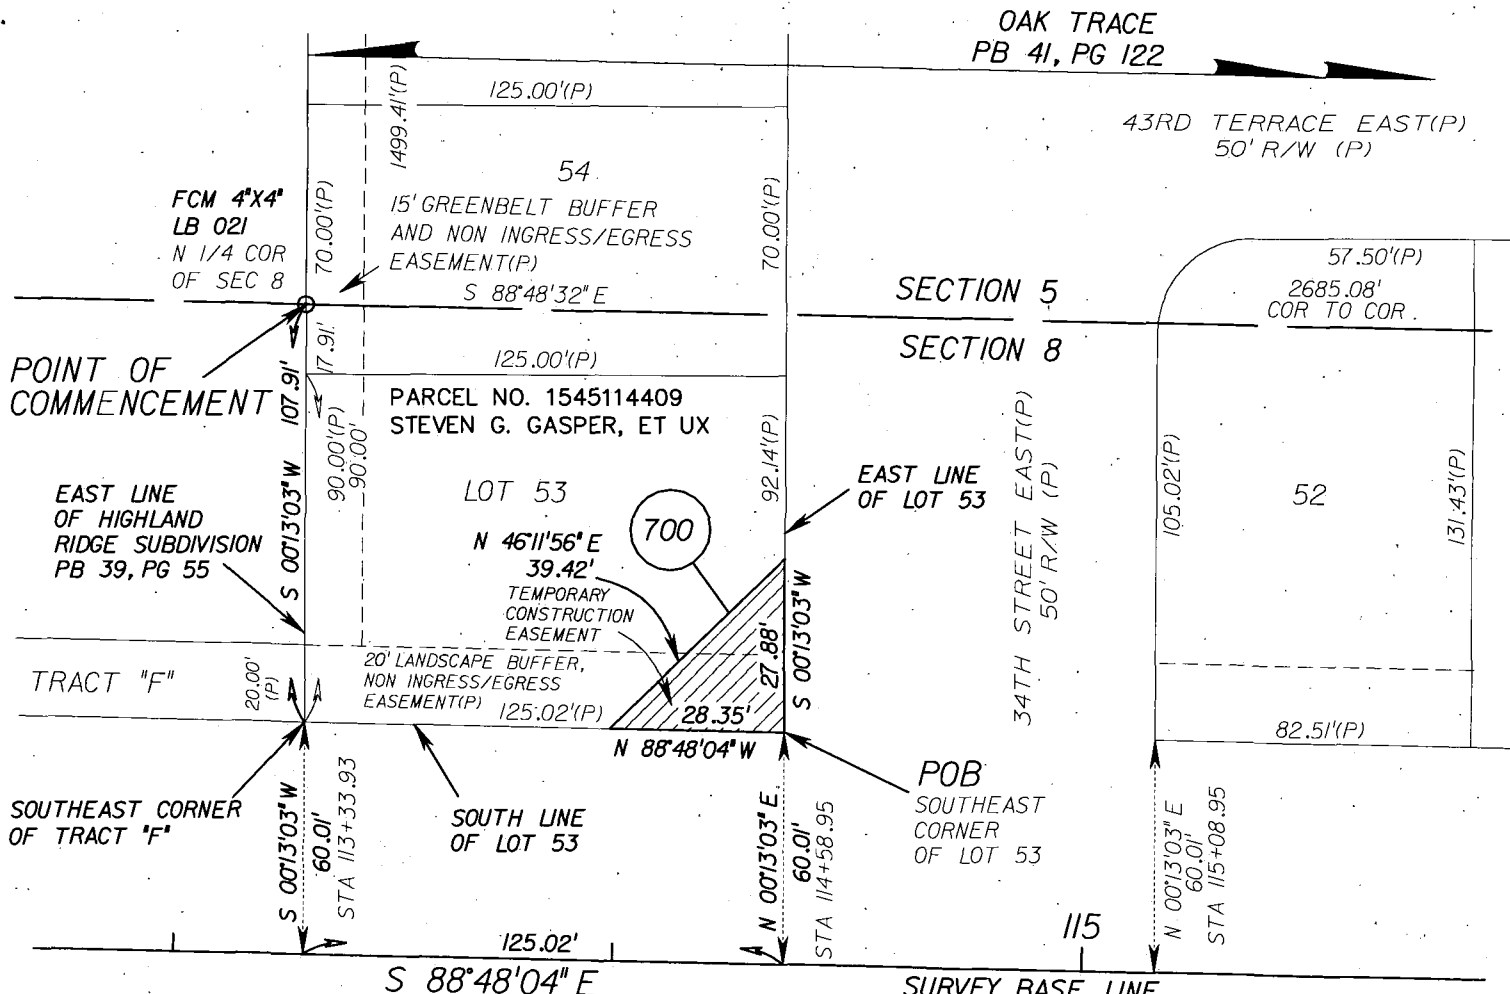 OAK TRACE
PB 41, PG 122
125.00'(P)
1499.41'(P)
43RD TERRACE EAST(P)
50' R/W (P)
54
FCM 4"X4"
LB 021
N 1/4 COR
OF SEC 8
70.00'(P)
15' GREENBELT BUFFER
AND NON INGRESS/EGRESS
EASEMENT(P)
70.00'(P)
S 88°48'32" E
SECTION 5
57.50'(P)
2685.08'
COR TO COR.
SECTION 8
POINT OF
COMMENCEMENT
17.91'
107.91'
S 00°13'03" W
125.00'(P)
PARCEL NO. 1545114409
STEVEN G. GASPER, ET UX
90.00'(P)
90.00'
92.14'(P)
LOT 53
700
EAST LINE
OF LOT 53
EAST LINE
OF HIGHLAND
RIDGE SUBDIVISION
PB 39, PG 55
N 46°11'56" E
39.42'
TEMPORARY
CONSTRUCTION
EASEMENT
27.88'
S 00°13'03" W
34TH STREET EAST(P)
50' R/W (P)
105.02'(P)
52
131.43'(P)
TRACT "F"
20.00'
(P)
20' LANDSCAPE BUFFER,
NON INGRESS/EGRESS
EASEMENT(P)
125.02'(P)
28.35'
N 88°48'04" W
82.51'(P)
SOUTHEAST CORNER
OF TRACT "F"
S 00°13'03" W
60.01'
STA 113+33.93
SOUTH LINE
OF LOT 53
N 00°13'03" E
60.01'
STA 114+58.95
POB
SOUTHEAST
CORNER
OF LOT 53
N 00°13'03" E
60.01'
STA 115+08.95
125.02'
115
S 88°48'04" E
SURVEY BASE LINE